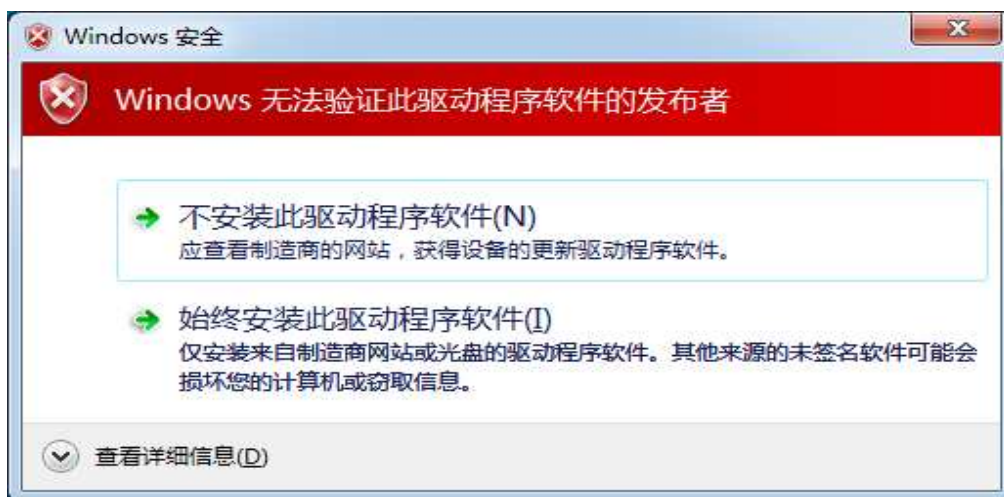 Windows 安全
Windows 无法验证此驱动程序软件的发布者
不安装此驱动程序软件(N)
应查看制造商的网站，获得设备的更新驱动程序软件。
始终安装此驱动程序软件(I)
仅安装来自制造商网站或光盘的驱动程序软件。其他来源的未签名软件可能会
损坏您的计算机或窃取信息。
查看详细信息(D)